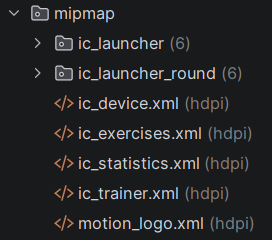 mipmap
ic_launcher (6)
ic_launcher_round (6)
ic_device.xml (hdpi)
ic_exercises.xml (hdpi)
ic_statistics.xml (hdpi)
ic_trainer.xml (hdpi)
motion_logo.xml (hdpi)